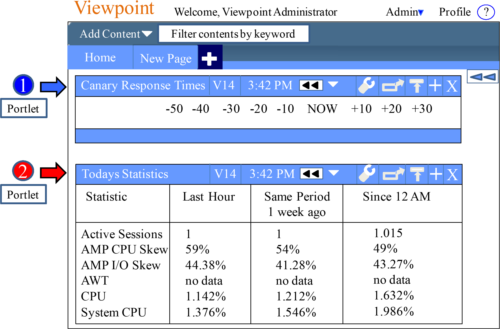 Viewpoint Welcome, Viewpoint Administrator Admin Profile ?
Add Content Filter contents by keyword
Home New Page +
1 Canary Response Times V14 3:42 PM X
Portlet
-50 -40 -30 -20 -10 NOW +10 +20 +30
2 Todays Statistics V14 3:42 PM X
Portlet
Statistic Last Hour Same Period Since 12 AM
1 week ago
Active Sessions 1 1 1.015
AMP CPU Skew 59% 54% 49%
AMP I/O Skew 44.38% 41.28% 43.27%
AWT no data no data no data
CPU 1.142% 1.212% 1.632%
System CPU 1.376% 1.546% 1.986%